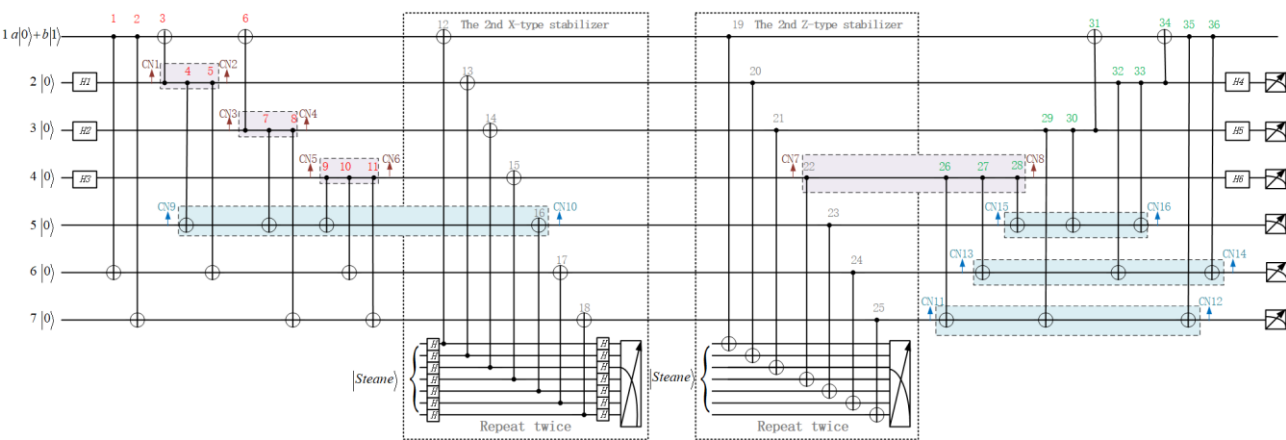 1 2 3 6 12 The 2nd X-type stabilizer 19 The 2nd Z-type stabilizer 31 34 35 36
1 a|0⟩+b|1⟩
CN1 4 5 CN2 13 20 32 33
2 |0⟩ H1 H4
CN3 7 8 CN4 14 21 29 30
3 |0⟩ H2 H5
CN5 9 10 11 CN6 15 CN7 22 26 27 28 CN8
4 |0⟩ H3 H6
CN9 16 CN10 23 CN15 CN16
5 |0⟩
17 24 CN13 CN14
6 |0⟩
18 25 CN11 CN12
7 |0⟩
H H
H H
H H
|Steane⟩ H H |Steane⟩
H H
H H
H H
Repeat twice Repeat twice